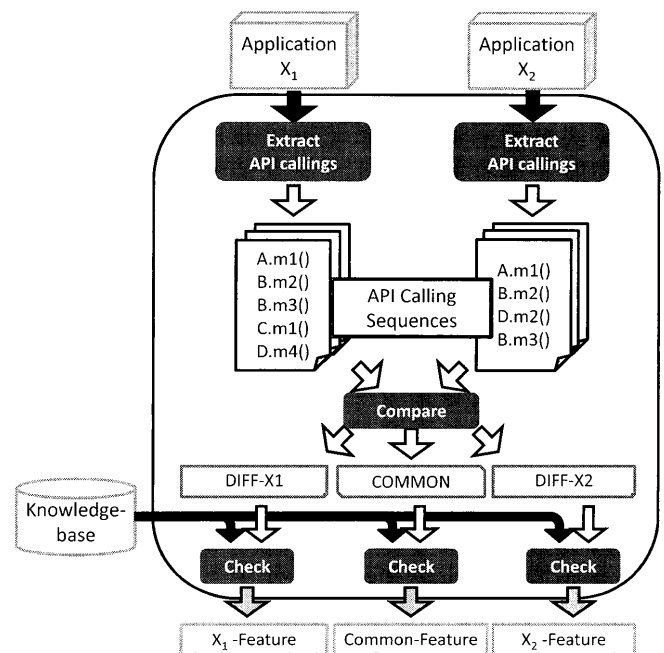 Application
X1
Application
X2
Extract
API callings
Extract
API callings
A.m1()
B.m2()
B.m3()
C.m1()
D.m4()
API Calling
Sequences
A.m1()
B.m2()
D.m2()
B.m3()
Compare
DIFF-X1
COMMON
DIFF-X2
Knowledge-
base
Check
Check
Check
X1 -Feature
Common-Feature
X2 -Feature